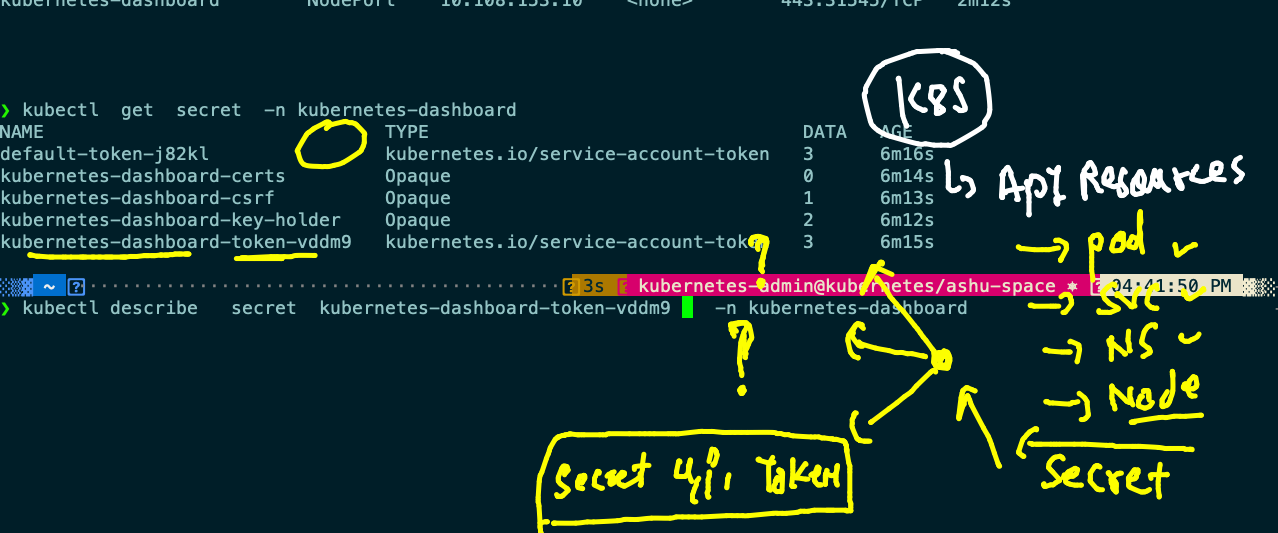 kubernetes-dashboard NodePort 10.108.153.10 <none> 443:31545/TCP 2m12s
K8S
❯ kubectl get secret -n kubernetes-dashboard
NAME TYPE DATA AGE
default-token-j82kl kubernetes.io/service-account-token 3 6m16s
kubernetes-dashboard-certs Opaque 0 6m14s
kubernetes-dashboard-csrf Opaque 1 6m13s
kubernetes-dashboard-key-holder Opaque 2 6m12s
kubernetes-dashboard-token-vddm9 kubernetes.io/service-account-token 3 6m15s
API Resources
→ pod ✓
~ 3s kubernetes-admin@kubernetes/ashu-space ✷ 04:41:50 PM
→ svc ✓
❯ kubectl describe secret kubernetes-dashboard-token-vddm9 -n kubernetes-dashboard
?
?
→ NS ✓
→ Node
Secret
Secret Token